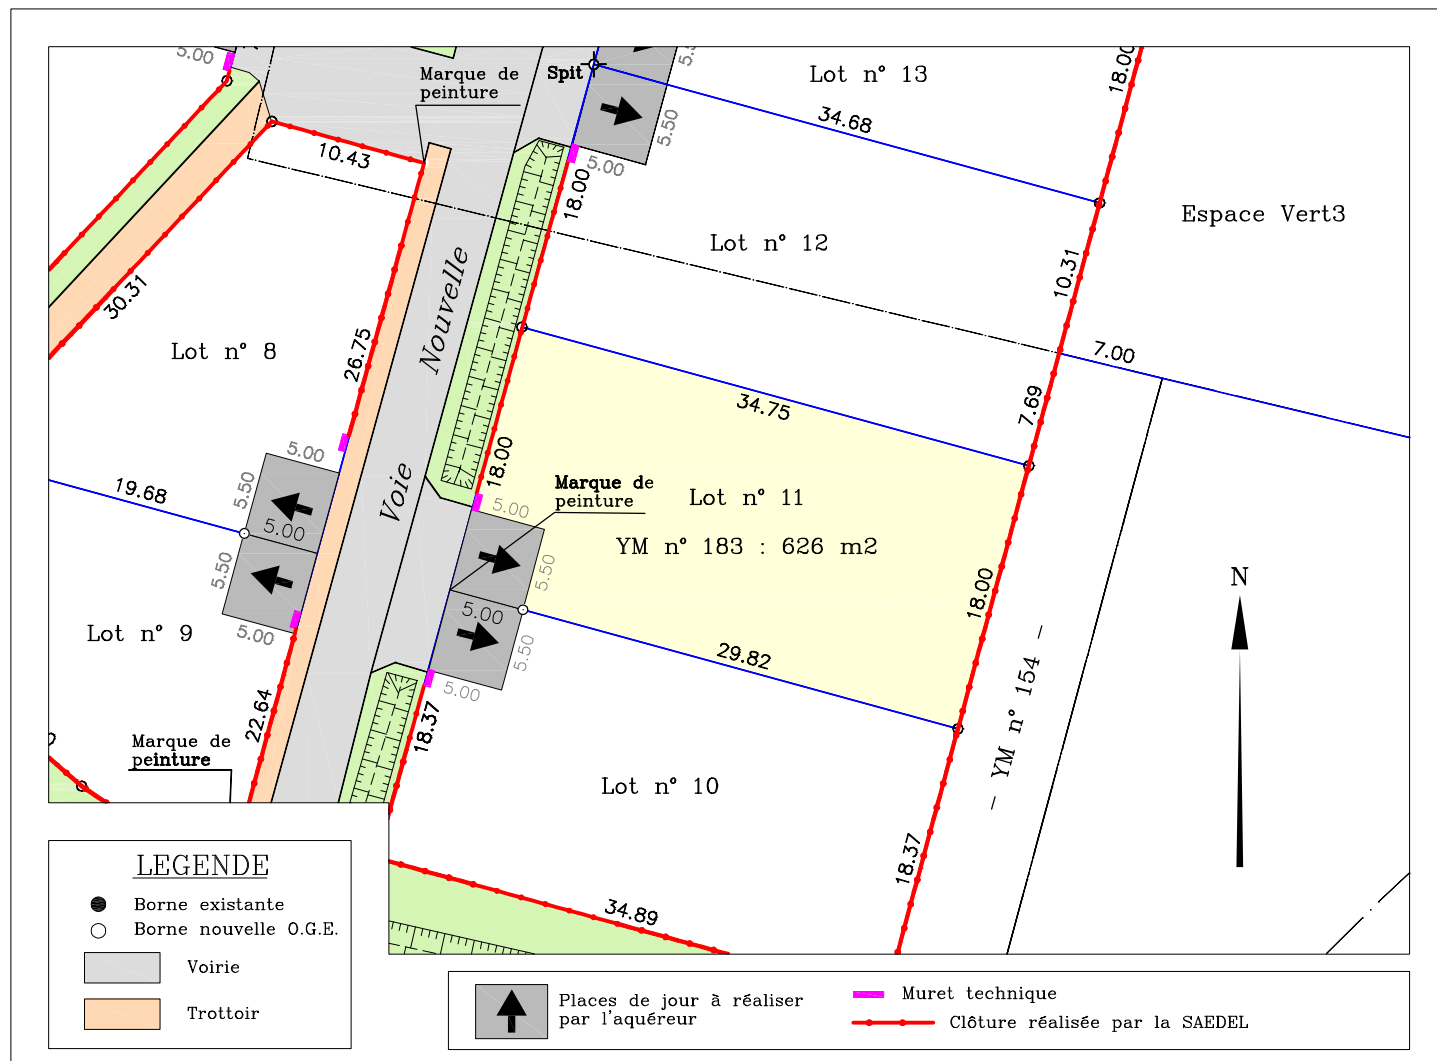 5.00
Marque de
peinture
Spit
5.50
Lot n° 13
18.00
5.50
34.68
10.43
5.00
18.00
Espace Vert3
Lot n° 12
10.31
30.31
Nouvelle
Lot n° 8
26.75
7.00
34.75
7.69
5.00
18.00
Voie
19.68
5.50
5.00
Marque de
peinture
5.00
Lot n° 11
YM n° 183 : 626 m2
5.50
5.50
5.00
18.00
N
Lot n° 9
5.00
5.50
29.82
5.00
- YM n° 154 -
22.64
18.37
Marque de
peinture
Lot n° 10
18.37
34.89
LEGENDE
Borne existante
Borne nouvelle O.G.E.
Voirie
Trottoir
Places de jour à réaliser
par l'aquéreur
Muret technique
Clôture réalisée par la SAEDEL